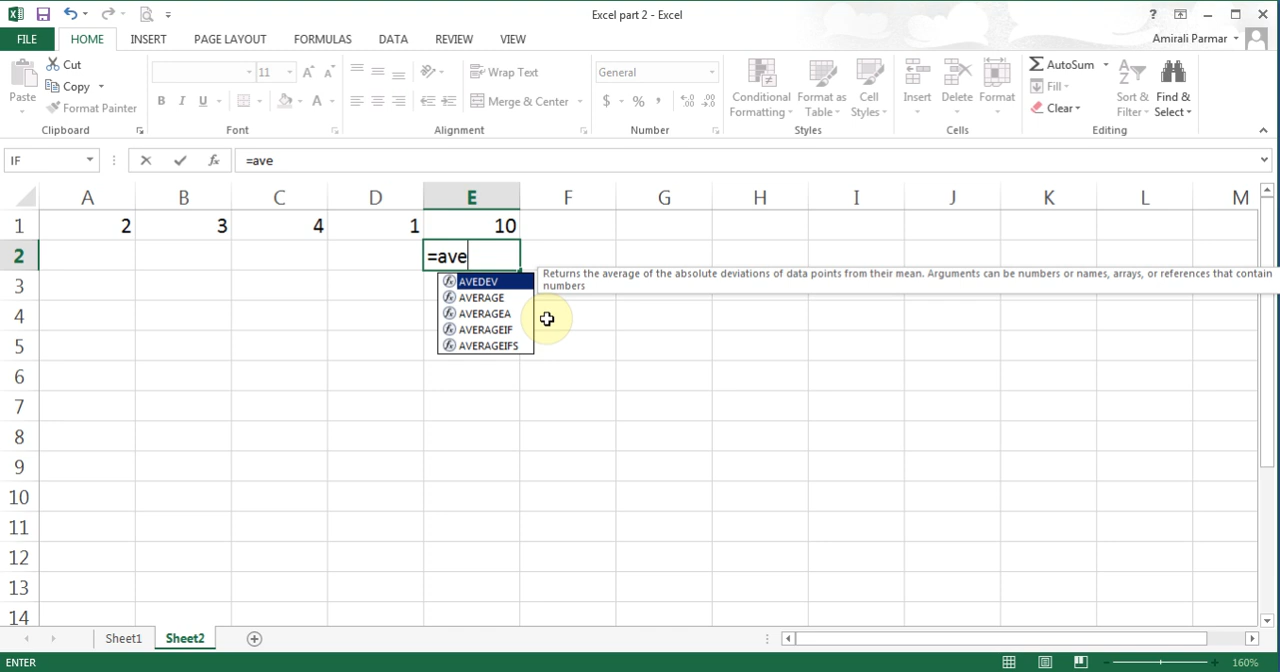 Excel part 2 - Excel
?
FILE HOME INSERT PAGE LAYOUT FORMULAS DATA REVIEW VIEW Amirali Parmar
Paste
Cut
Copy
Format Painter
Clipboard
11 A A
B I U A
Font
Wrap Text
Merge & Center
Alignment
General
$ % ,
Number
Conditional Formatting
Format as Table
Cell Styles
Styles
Insert Delete Format
Cells
AutoSum
Fill
Clear
Sort & Filter
Find & Select
Editing
IF fx =ave
A B C D E F G H I J K L M
1 2 3 4 1 10
2 =ave
AVEDEV
AVERAGE
AVERAGEA
AVERAGEIF
AVERAGEIFS
Returns the average of the absolute deviations of data points from their mean. Arguments can be numbers or names, arrays, or references that contain
numbers
3
4
5
6
7
8
9
10
11
12
13
14
Sheet1 Sheet2
ENTER 160%